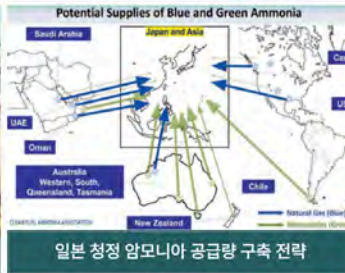 Potential Supplies of Blue and Green Ammonia
Saudi Arabia
Japan and Asia
UAE
Oman
Australia
Western, South,
Queensland, Tasmania
Chile
New Zealand
Natural Gas (Blue)
일본 청정 암모니아 공급량 구축 전략